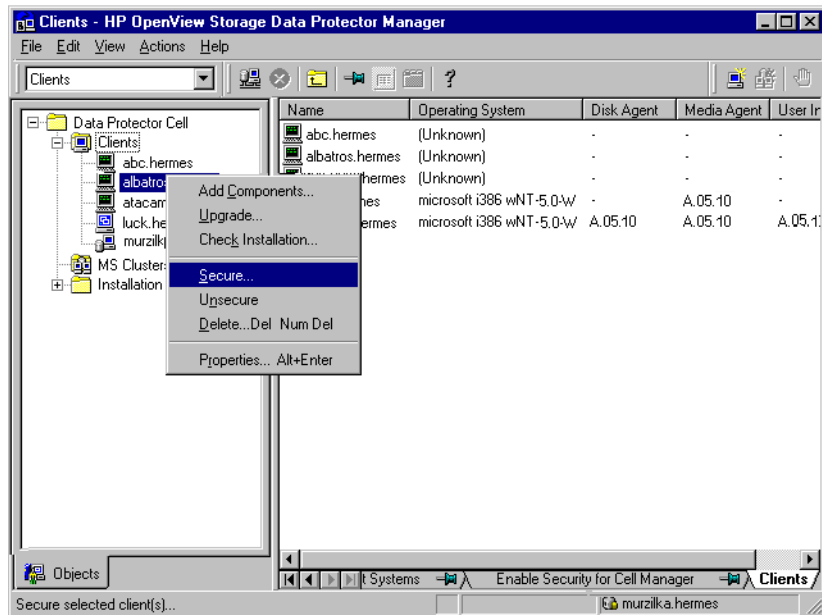 Clients - HP OpenView Storage Data Protector Manager
File Edit View Actions Help
Clients
Name Operating System Disk Agent Media Agent User In
Data Protector Cell
Clients
abc.hermes
albatros
atacam
luck.he
murzilk
MS Cluster
Installation
abc.hermes (Unknown) - - -
albatros.hermes (Unknown) - - -
hermes (Unknown) - - -
nes microsoft i386 wNT-5.0-W - A.05.10 -
ermes microsoft i386 wNT-5.0-W A.05.10 A.05.10 A.05.1
Add Components...
Upgrade...
Check Installation...
Secure...
Unsecure
Delete...Del Num Del
Properties... Alt+Enter
Objects
t Systems Enable Security for Cell Manager Clients
Secure selected client(s)... murzilka.hermes